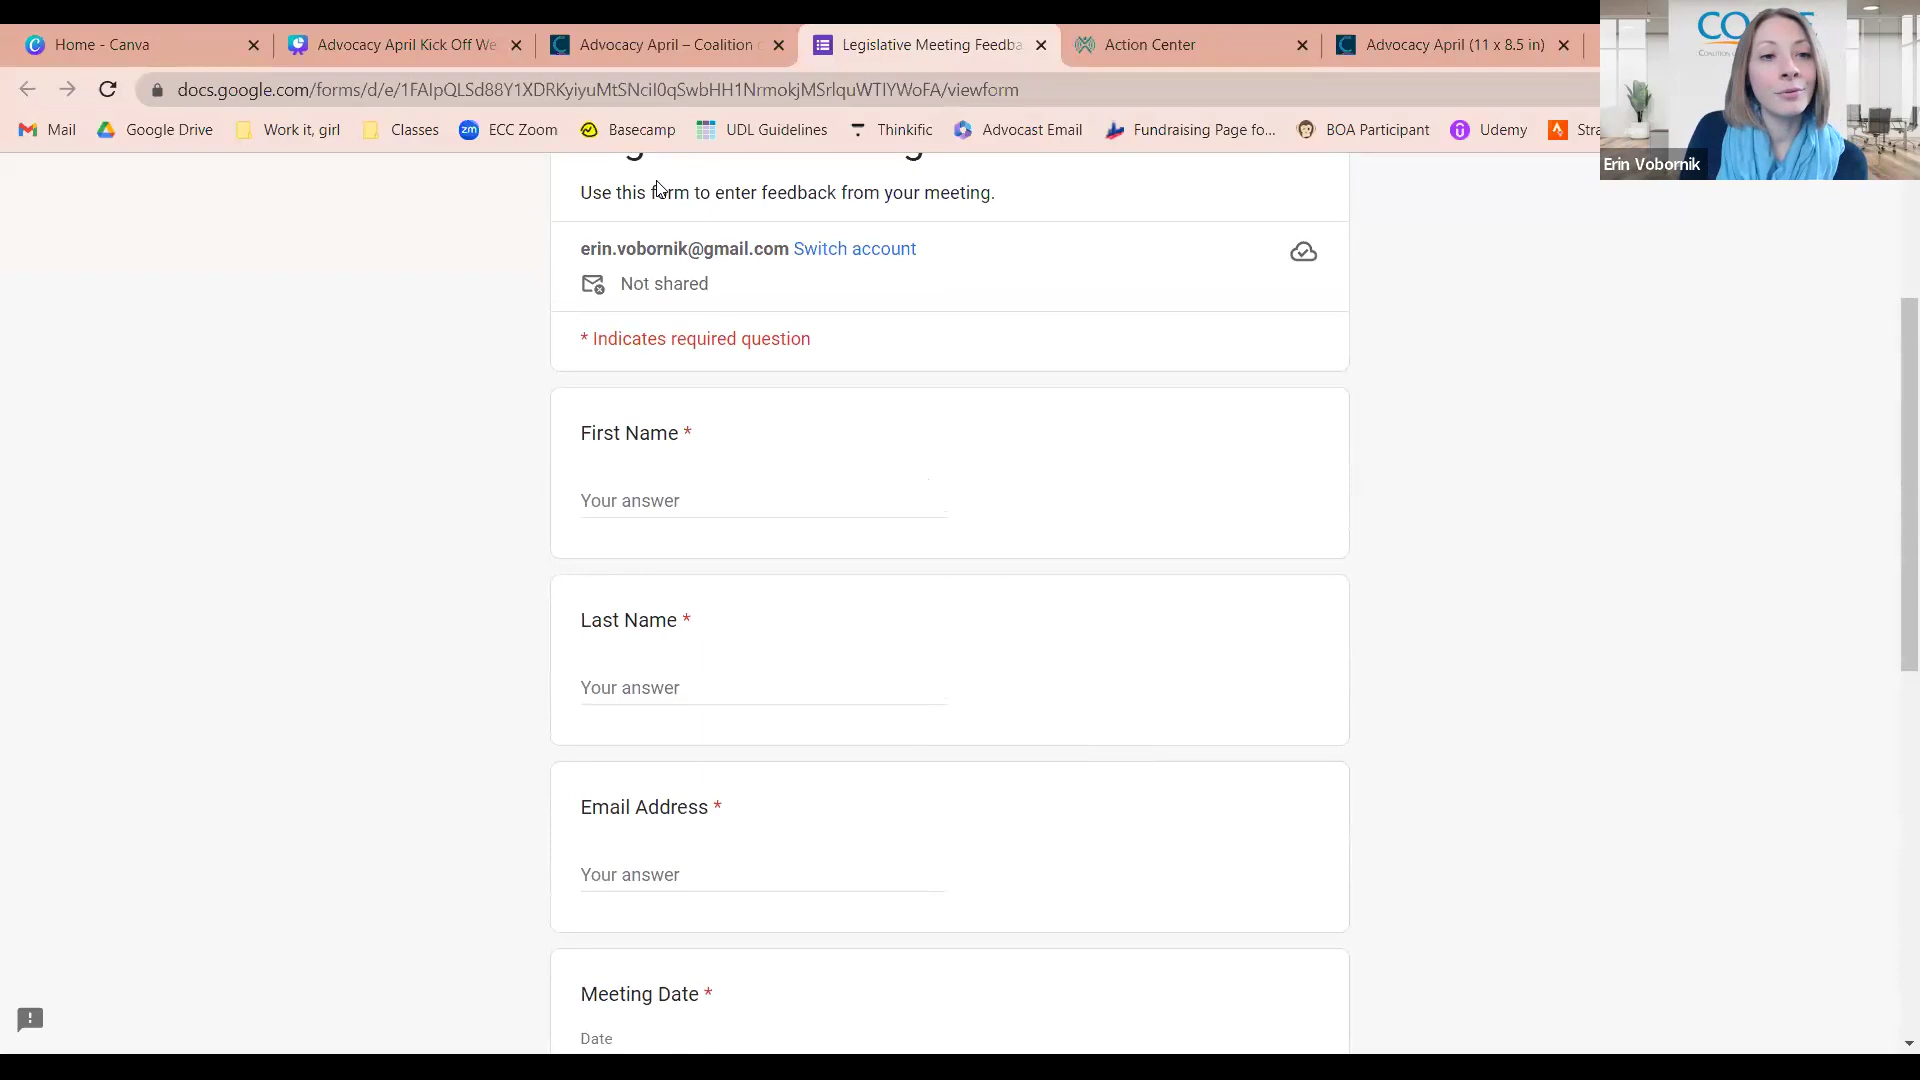 Home - Canva
Advocacy April Kick Off We
Advocacy April – Coalition
Legislative Meeting Feedba
Action Center
Advocacy April (11 x 8.5 in)
docs.google.com/forms/d/e/1FAIpQLSd88Y1XDRKyiyuMtSNciI0qSwbHH1NrmokjMSrlquWTIYWoFA/viewform
Mail
Google Drive
Work it, girl
Classes
ECC Zoom
Basecamp
UDL Guidelines
Thinkific
Advocast Email
Fundraising Page fo...
BOA Participant
Udemy
Stra
Erin Vobornik
Use this form to enter feedback from your meeting.
erin.vobornik@gmail.com Switch account
Not shared
* Indicates required question
First Name *
Your answer
Last Name *
Your answer
Email Address *
Your answer
Meeting Date *
Date